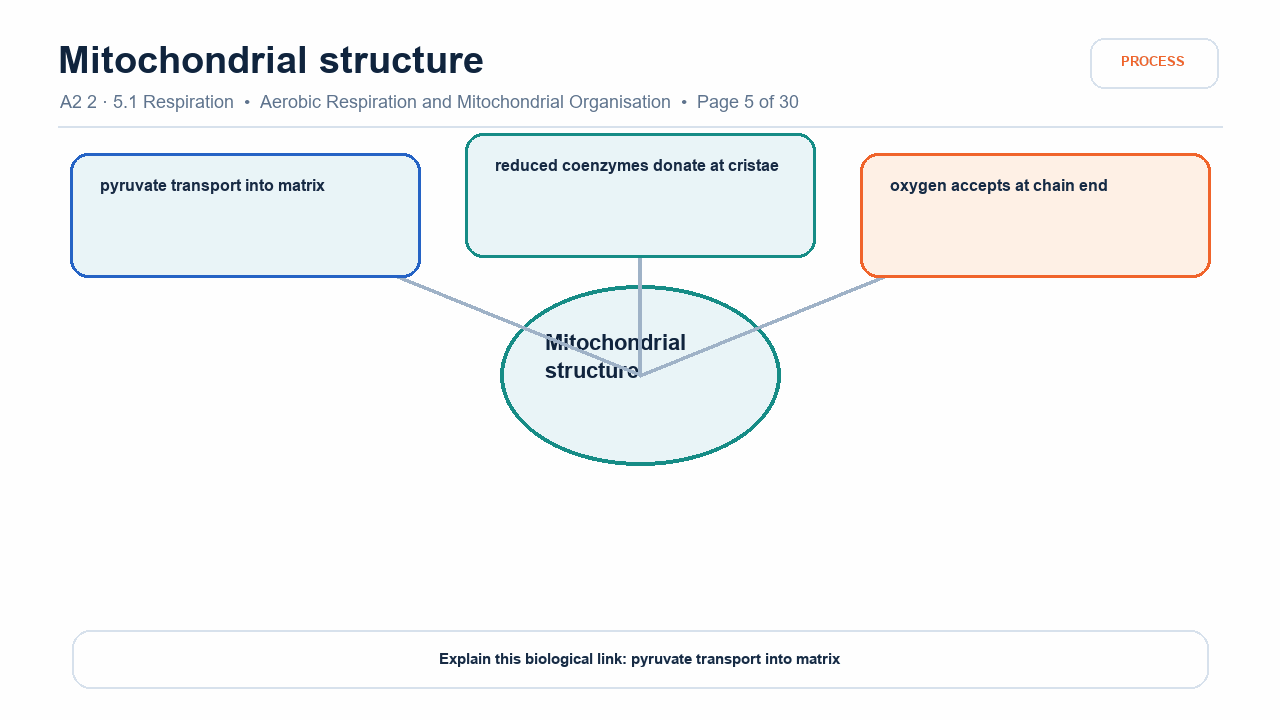 Mitochondrial structure
PROCESS
A2 2 · 5.1 Respiration • Aerobic Respiration and Mitochondrial Organisation • Page 5 of 30
pyruvate transport into matrix
reduced coenzymes donate at cristae
oxygen accepts at chain end
Mitochondrial
structure
Explain this biological link: pyruvate transport into matrix